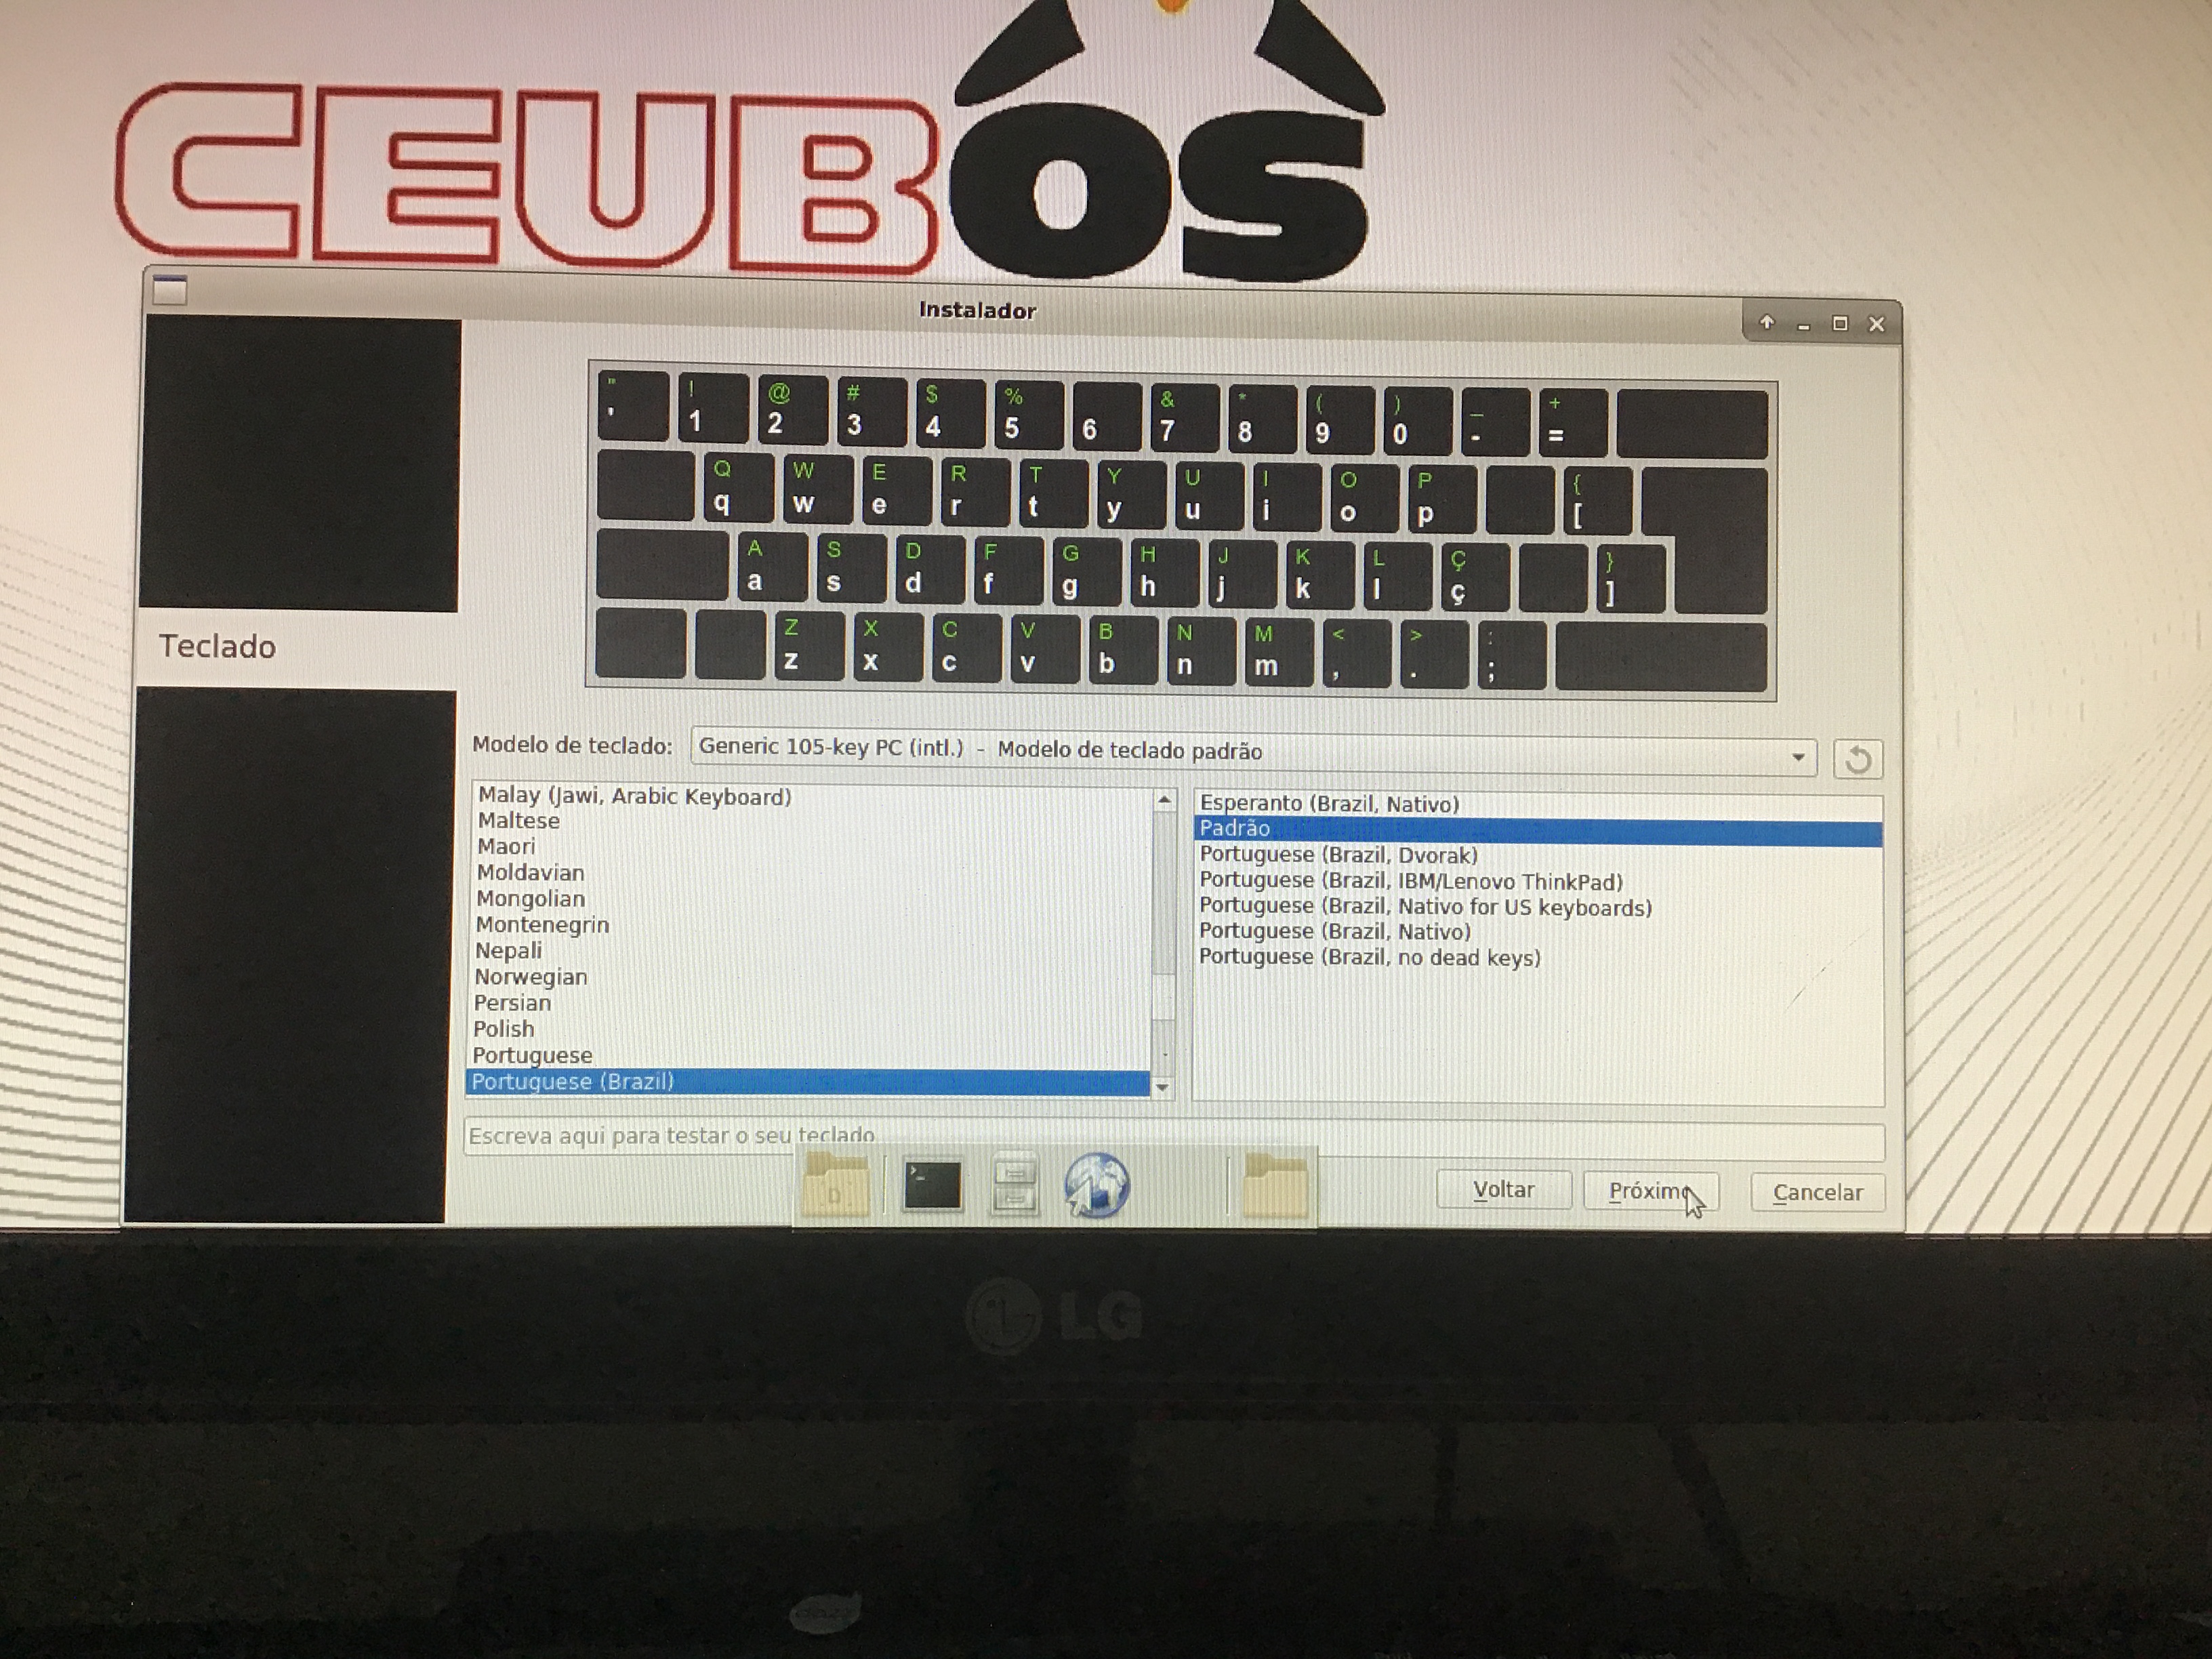 CEUBOS
Instalador
" ! @ # $ % & * ( ) _ +
' 1 2 3 4 5 6 7 8 9 0 - =
Q W E R T Y U I O P {
q w e r t y u i o p [
A S D F G H J K L Ç }
a s d f g h j k l ç ]
Z X C V B N M < > :
z x c v b n m , . ;
Teclado
Modelo de teclado: Generic 105-key PC (intl.) - Modelo de teclado padrão
Malay (Jawi, Arabic Keyboard)
Maltese
Maori
Moldavian
Mongolian
Montenegrin
Nepali
Norwegian
Persian
Polish
Portuguese
Portuguese (Brazil)
Esperanto (Brazil, Nativo)
Padrão
Portuguese (Brazil, Dvorak)
Portuguese (Brazil, IBM/Lenovo ThinkPad)
Portuguese (Brazil, Nativo for US keyboards)
Portuguese (Brazil, Nativo)
Portuguese (Brazil, no dead keys)
Escreva aqui para testar o seu teclado
Voltar Próximo Cancelar
LG